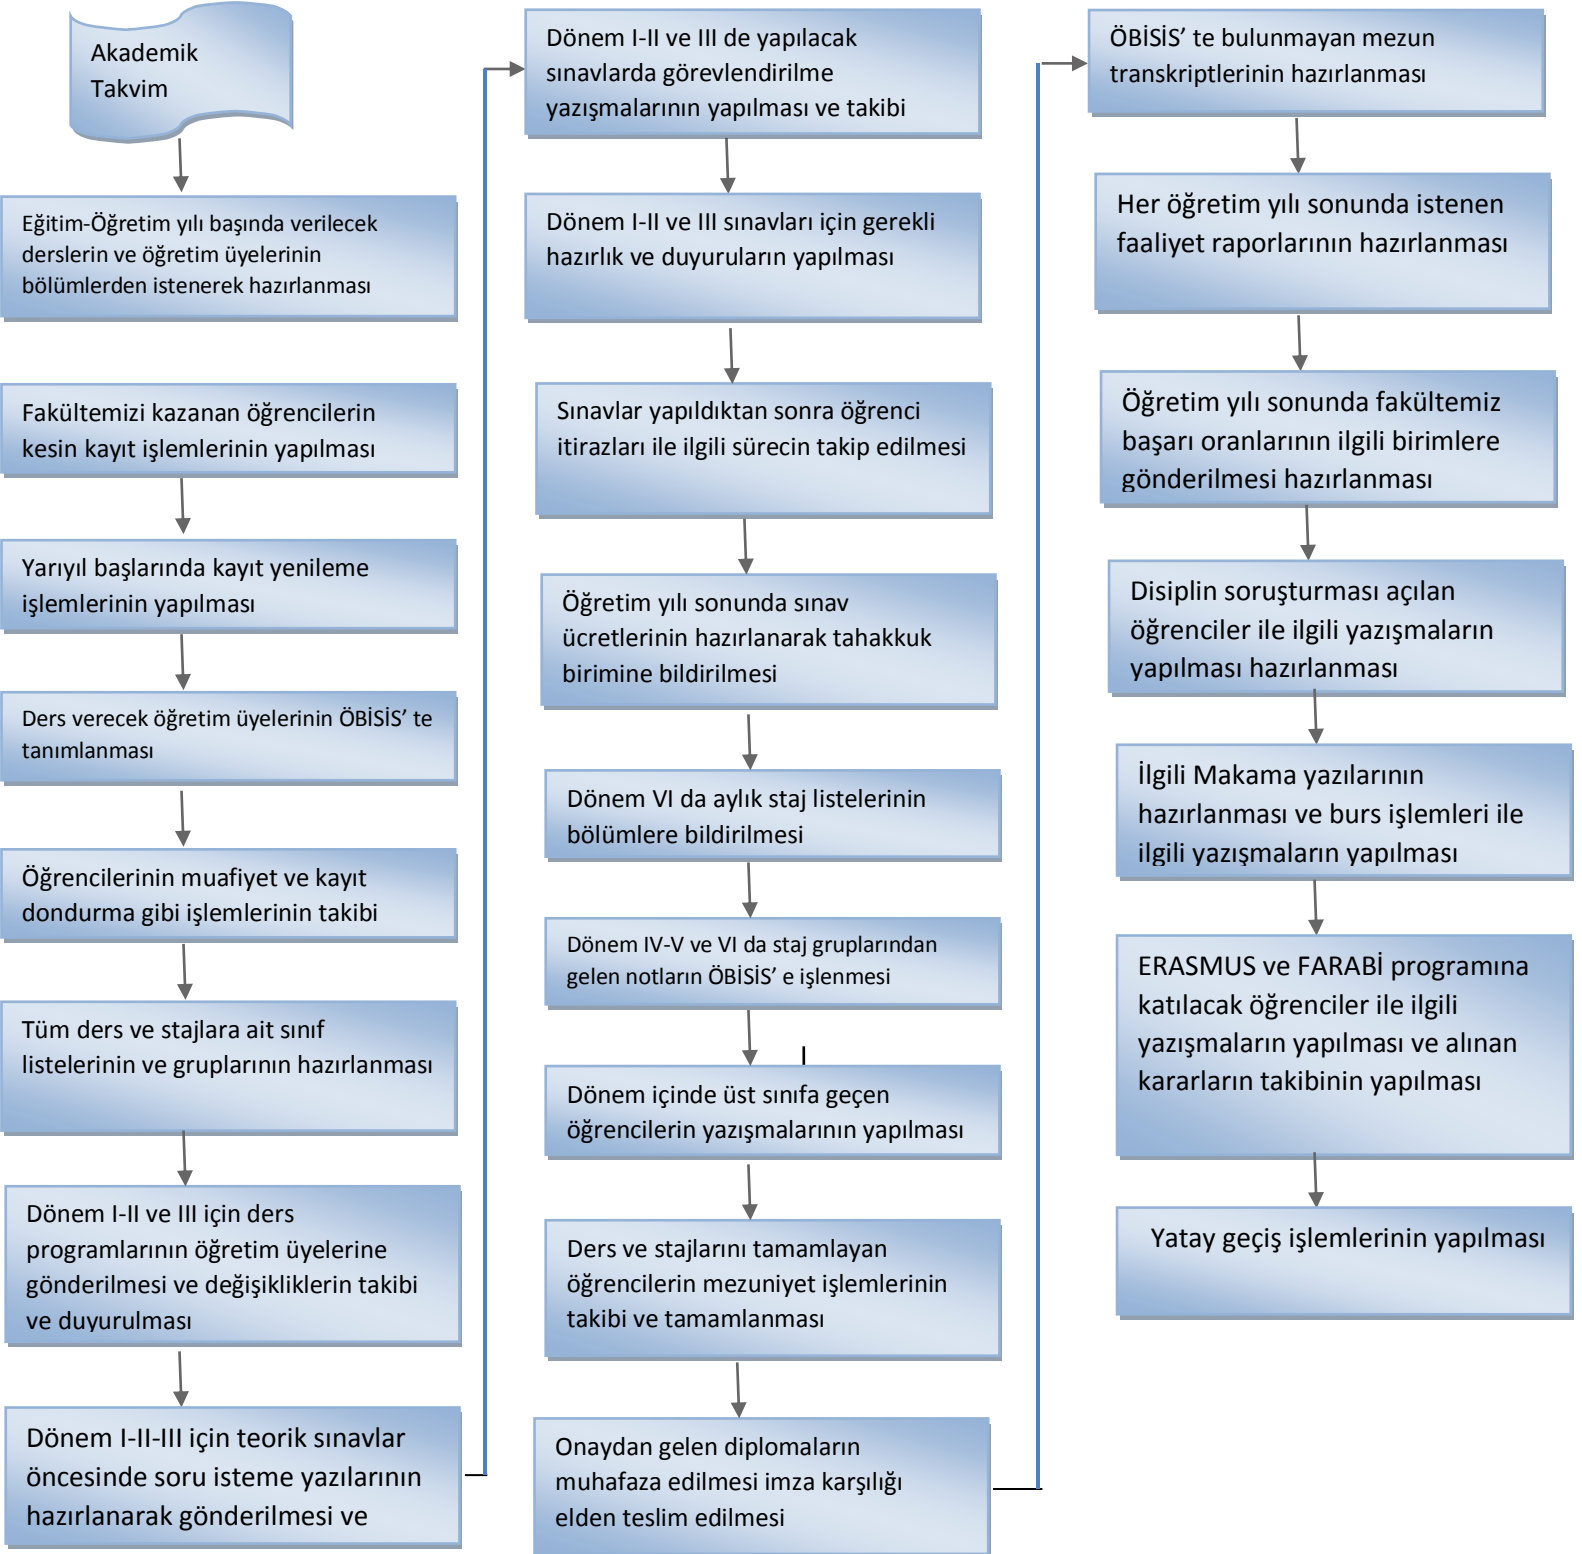 Akademik
Takvim
Eğitim-Öğretim yılı başında verilecek
derslerin ve öğretim üyelerinin
bölümlerden istenerek hazırlanması
Fakültemizi kazanan öğrencilerin
kesin kayıt işlemlerinin yapılması
Yarıyıl başlarında kayıt yenileme
işlemlerinin yapılması
Ders verecek öğretim üyelerinin ÖBİSİS’ te
tanımlanması
Öğrencilerinin muafiyet ve kayıt
dondurma gibi işlemlerinin takibi
Tüm ders ve stajlara ait sınıf
listelerinin ve gruplarının hazırlanması
Dönem I-II ve III için ders
programlarının öğretim üyelerine
gönderilmesi ve değişikliklerin takibi
ve duyurulması
Dönem I-II-III için teorik sınavlar
öncesinde soru isteme yazılarının
hazırlanarak gönderilmesi ve
Dönem I-II ve III de yapılacak
sınavlarda görevlendirilme
yazışmalarının yapılması ve takibi
Dönem I-II ve III sınavları için gerekli
hazırlık ve duyuruların yapılması
Sınavlar yapıldıktan sonra öğrenci
itirazları ile ilgili sürecin takip edilmesi
Öğretim yılı sonunda sınav
ücretlerinin hazırlanarak tahakkuk
birimine bildirilmesi
Dönem VI da aylık staj listelerinin
bölümlere bildirilmesi
Dönem IV-V ve VI da staj gruplarından
gelen notların ÖBİSİS’ e işlenmesi
Dönem içinde üst sınıfa geçen
öğrencilerin yazışmalarının yapılması
Ders ve stajlarını tamamlayan
öğrencilerin mezuniyet işlemlerinin
takibi ve tamamlanması
Onaydan gelen diplomaların
muhafaza edilmesi imza karşılığı
elden teslim edilmesi
ÖBİSİS’ te bulunmayan mezun
transkriptlerinin hazırlanması
Her öğretim yılı sonunda istenen
faaliyet raporlarının hazırlanması
Öğretim yılı sonunda fakültemiz
başarı oranlarının ilgili birimlere
gönderilmesi hazırlanması
Disiplin soruşturması açılan
öğrenciler ile ilgili yazışmaların
yapılması hazırlanması
İlgili Makama yazılarının
hazırlanması ve burs işlemleri ile
ilgili yazışmaların yapılması
ERASMUS ve FARABİ programına
katılacak öğrenciler ile ilgili
yazışmaların yapılması ve alınan
kararların takibinin yapılması
Yatay geçiş işlemlerinin yapılması